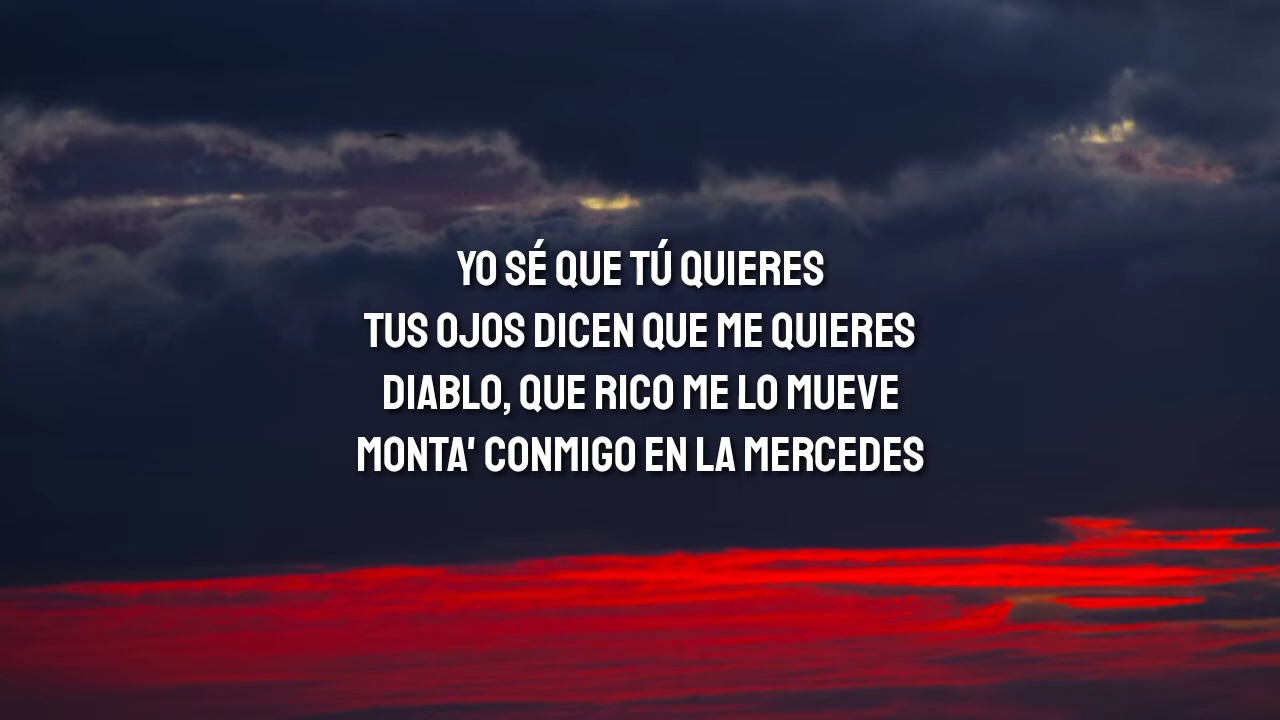 YO SÉ QUE TÚ QUIERES
TUS OJOS DICEN QUE ME QUIERES
DIABLO, QUE RICO ME LO MUEVE
MONTA' CONMIGO EN LA MERCEDES